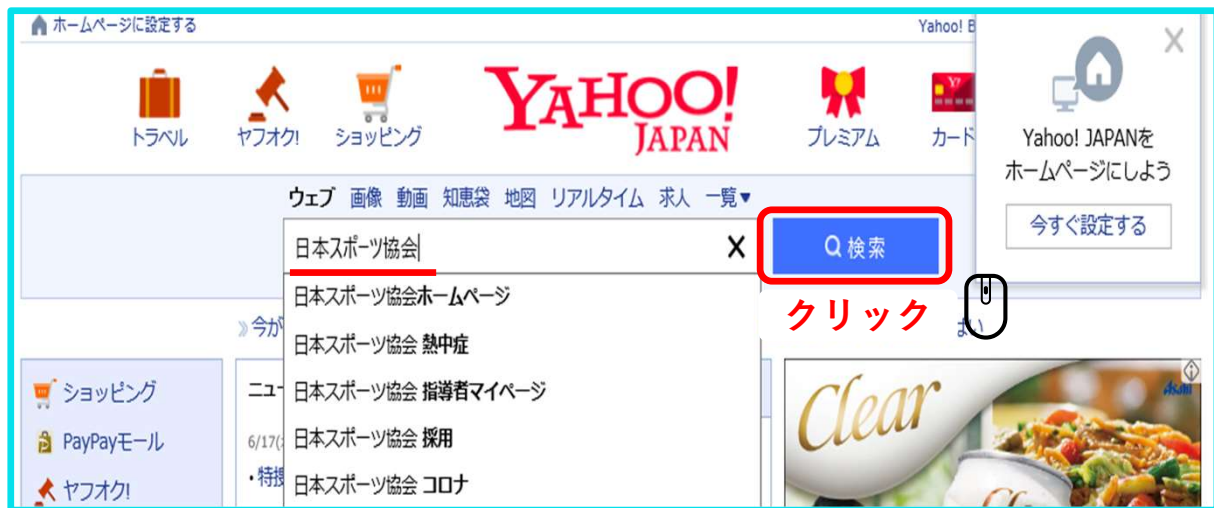 ホームページに設定する
Yahoo! B
トラベル
ヤフオク!
ショッピング
YAHOO!
JAPAN
プレミアム
カード
Yahoo! JAPANを
ホームページにしよう
今すぐ設定する
ウェブ 画像 動画 知恵袋 地図 リアルタイム 求人 一覧▼
日本スポーツ協会
検索
クリック
日本スポーツ協会ホームページ
日本スポーツ協会 熱中症
日本スポーツ協会 指導者マイページ
日本スポーツ協会 採用
日本スポーツ協会 コロナ
》今が
ショッピング
PayPayモール
ヤフオク!
ニュー
6/17(
・特捜
Clear
Asahi